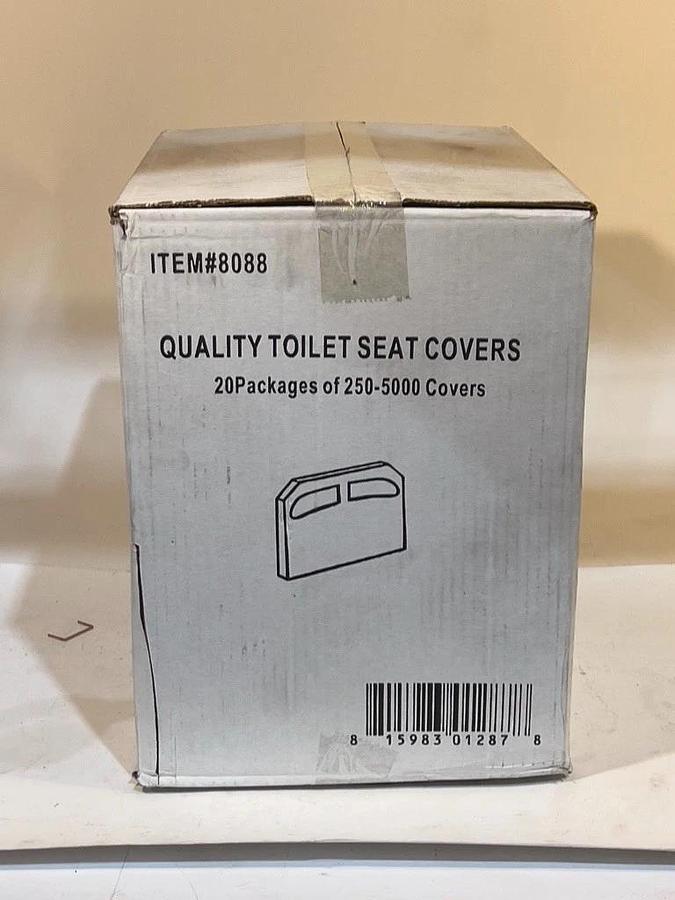 ITEM#8088
QUALITY TOILET SEAT COVERS
20Packages of 250-5000 Covers
8 15983 01287 8